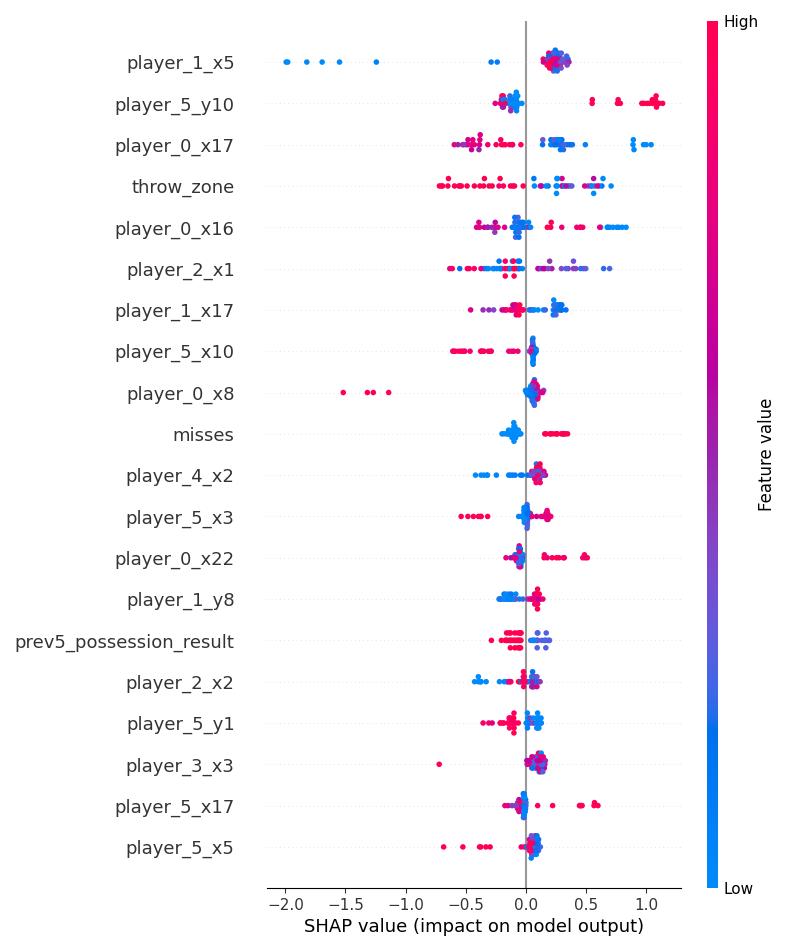 High
player_1_x5
player_5_y10
player_0_x17
throw_zone
player_0_x16
player_2_x1
player_1_x17
player_5_x10
player_0_x8
misses
player_4_x2
player_5_x3
player_0_x22
player_1_y8
prev5_possession_result
player_2_x2
player_5_y1
player_3_x3
player_5_x17
player_5_x5
Feature value
Low
−2.0 −1.5 −1.0 −0.5 0.0 0.5 1.0
SHAP value (impact on model output)